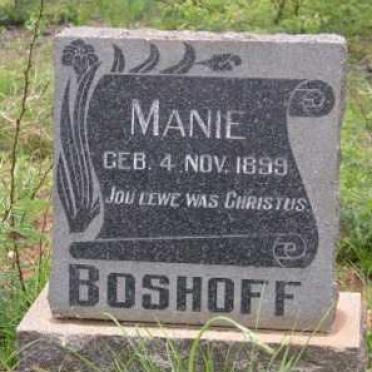 MANIE
GEB. 4 NOV. 1899
JOU LEWE WAS CHRISTUS.
BOSHOFF